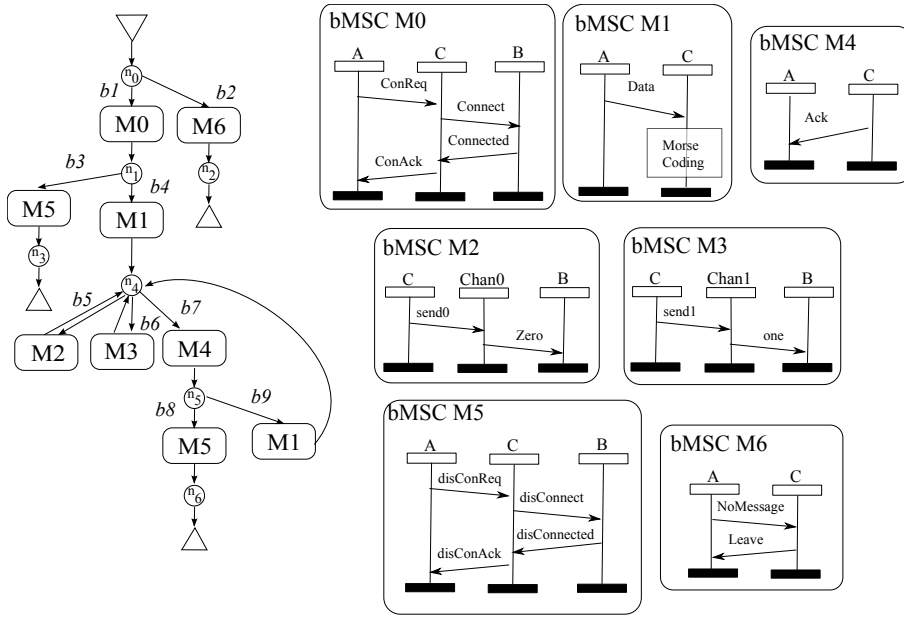 n0
b1
b2
M0
M6
b3
n1
b4
n2
M5
M1
n3
n4
b5
b6
b7
M2
M3
M4
n5
b8
b9
M5
M1
n6
bMSC M0
A C B
ConReq
Connect
Connected
ConAck
bMSC M1
A C
Data
Morse
Coding
bMSC M4
A C
Ack
bMSC M2
C Chan0 B
send0
Zero
bMSC M3
C Chan1 B
send1
one
bMSC M5
A C B
disConReq
disConnect
disConnected
disConAck
bMSC M6
A C
NoMessage
Leave